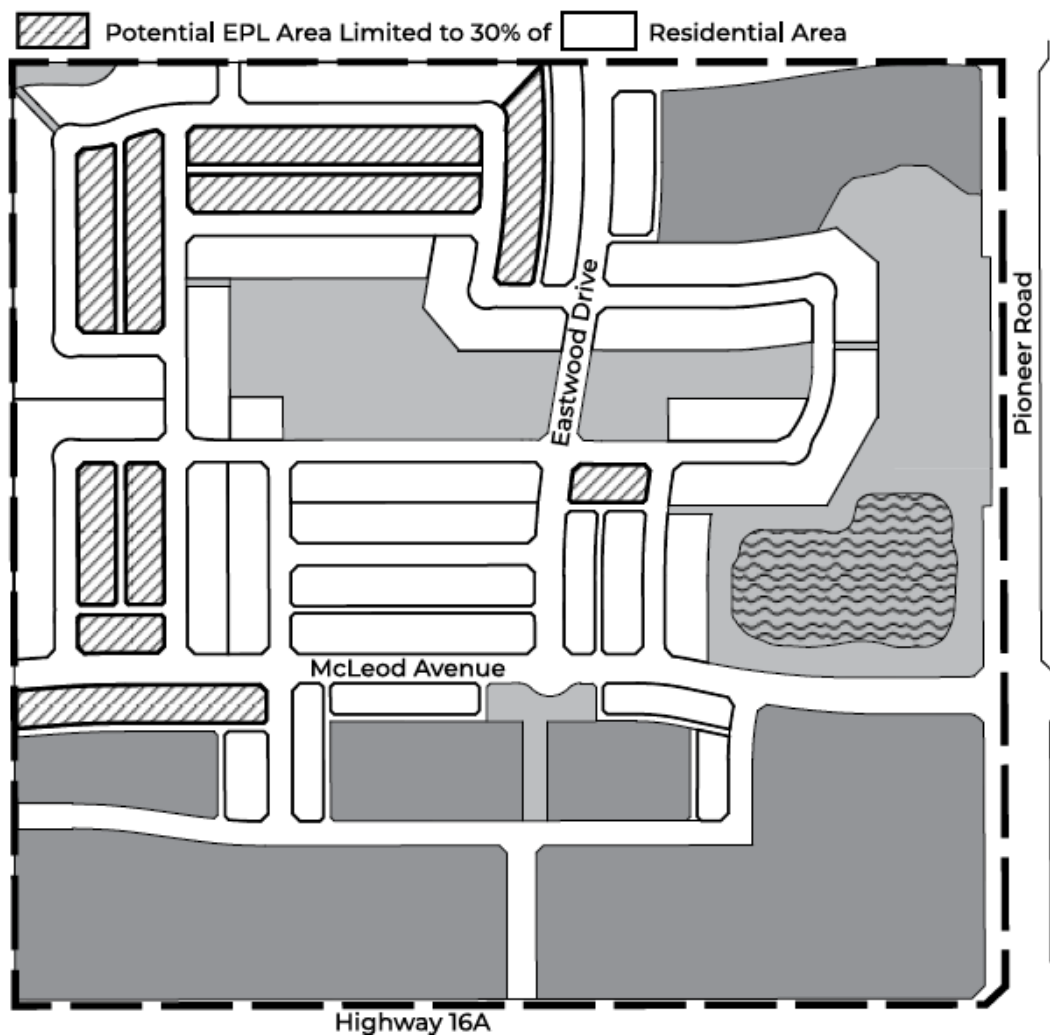 Potential EPL Area Limited to 30% of Residential Area
Eastwood Drive
Pioneer Road
McLeod Avenue
Highway 16A